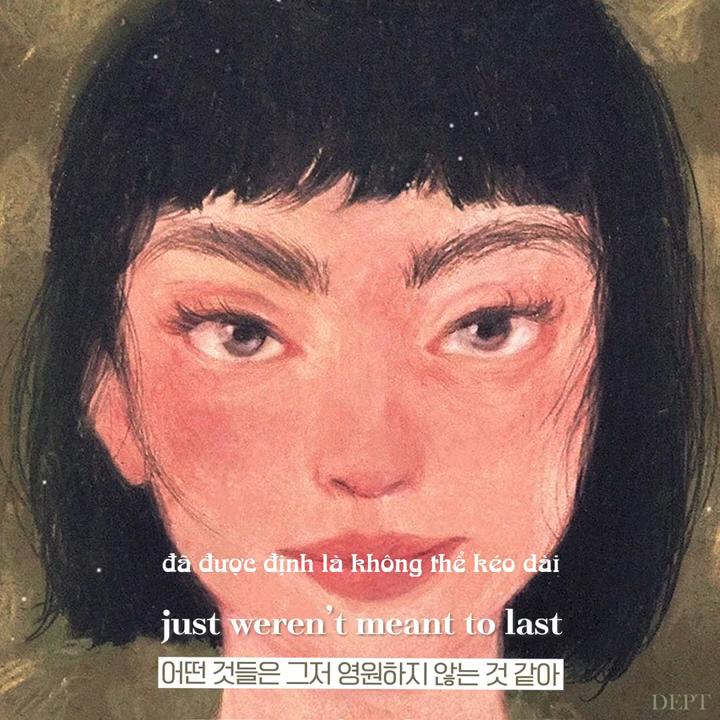 đã được định là không thể kéo dài
just weren't meant to last
어떤 것들은 그저 영원하지 않는 것 같아
DEPT